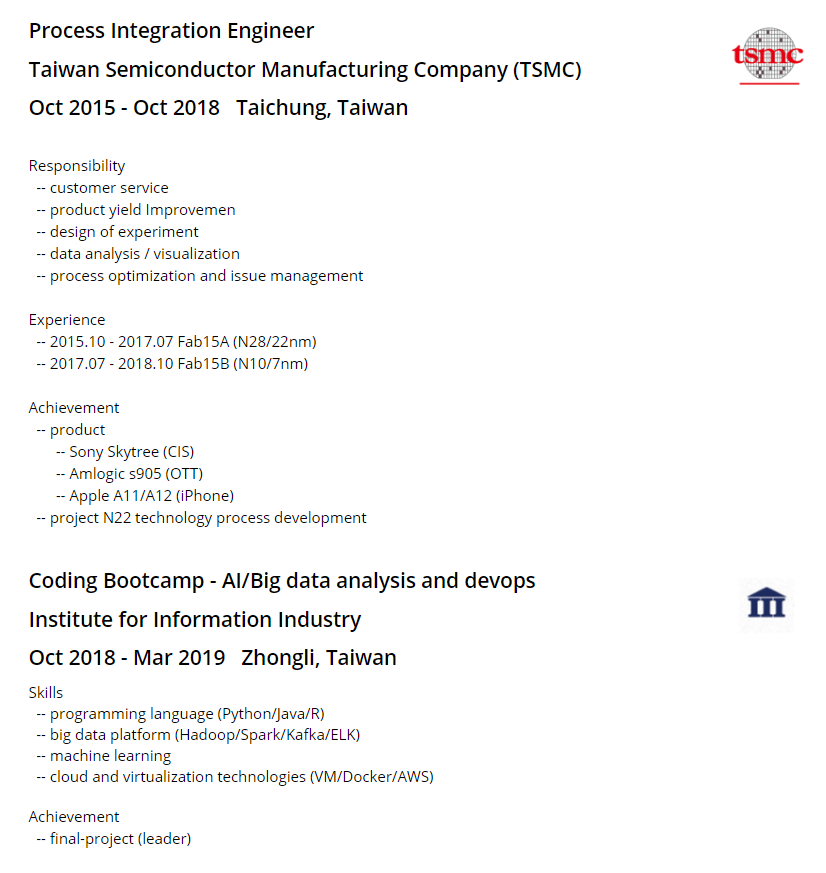 Process Integration Engineer
tsmc
Taiwan Semiconductor Manufacturing Company (TSMC)
Oct 2015 - Oct 2018 Taichung, Taiwan
Responsibility
-- customer service
-- product yield Improvemen
-- design of experiment
-- data analysis / visualization
-- process optimization and issue management
Experience
-- 2015.10 - 2017.07 Fab15A (N28/22nm)
-- 2017.07 - 2018.10 Fab15B (N10/7nm)
Achievement
-- product
-- Sony Skytree (CIS)
-- Amlogic s905 (OTT)
-- Apple A11/A12 (iPhone)
-- project N22 technology process development
Coding Bootcamp - AI/Big data analysis and devops
Institute for Information Industry
Oct 2018 - Mar 2019 Zhongli, Taiwan
Skills
-- programming language (Python/Java/R)
-- big data platform (Hadoop/Spark/Kafka/ELK)
-- machine learning
-- cloud and virtualization technologies (VM/Docker/AWS)
Achievement
-- final-project (leader)